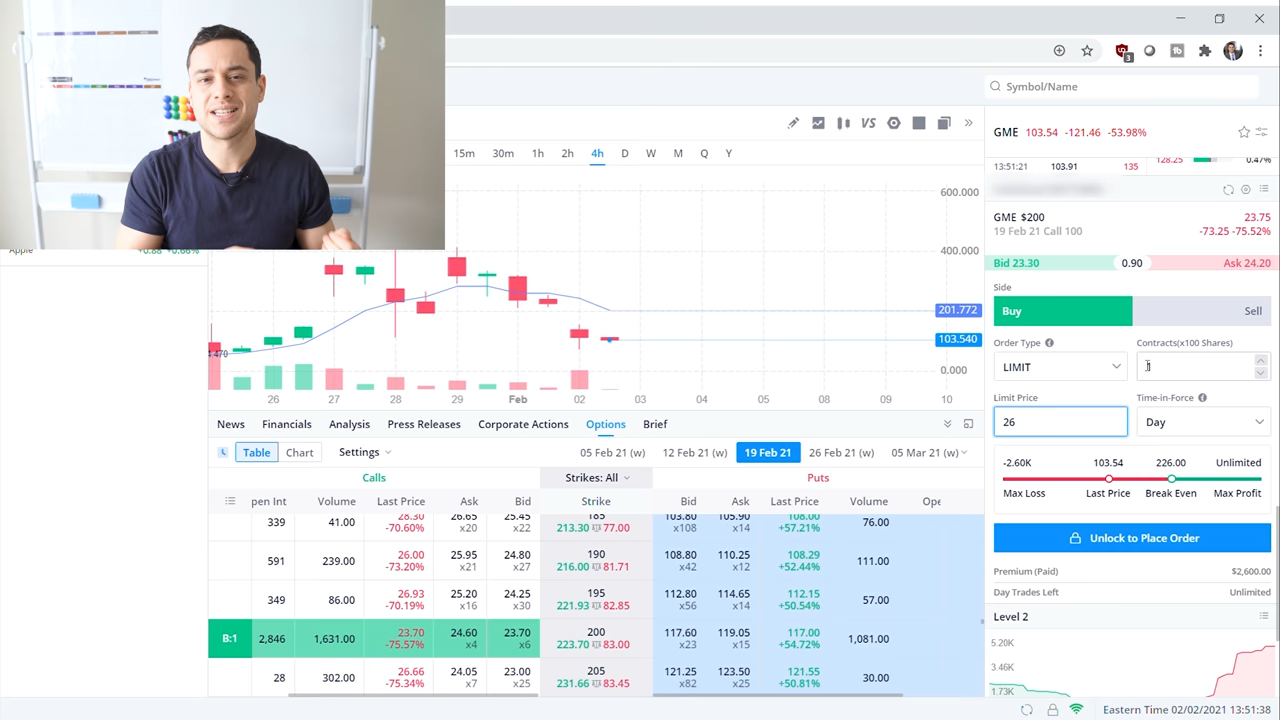 3
Symbol/Name
15m 30m 1h 2h 4h D W M Q Y
VS
GME 103.54 -121.46 -53.98%
13:51:21 103.91 135 128.25 0.47%
GME $200 23.75
19 Feb 21 Call 100 -73.25 -75.52%
Bid 23.30 0.90 Ask 24.20
Side
Buy Sell
Order Type Contracts(x100 Shares)
LIMIT
Limit Price Time-in-Force
26 Day
-2.60K 103.54 226.00 Unlimited
Max Loss Last Price Break Even Max Profit
Unlock to Place Order
Premium (Paid) $2,600.00
Day Trades Left Unlimited
Level 2
5.20K
3.46K
1.73K
Apple +0.88 +0.66%
600.000
400.000
201.772
103.540
0.000
4.470
26 27 28 29 Feb 02 03 04 05 08 09 10
News Financials Analysis Press Releases Corporate Actions Options Brief
Table Chart Settings 05 Feb 21 (w) 12 Feb 21 (w) 19 Feb 21 26 Feb 21 (w) 05 Mar 21 (w)
Calls Strikes: All Puts
pen Int Volume Last Price Ask Bid Strike Bid Ask Last Price Volume Ope
339 41.00 28.30 26.65 25.45 185 103.80 105.90 108.00 76.00
-70.60% x20 x22 213.30 77.00 x108 x14 +57.21%
591 239.00 26.00 25.95 24.80 190 108.80 110.25 108.29 111.00
-73.20% x21 x27 216.00 81.71 x42 x12 +52.44%
349 86.00 26.93 25.20 24.25 195 112.80 114.65 112.15 57.00
-70.19% x16 x30 221.93 82.85 x56 x14 +50.54%
B:1 2,846 1,631.00 23.70 24.60 23.70 200 117.60 119.05 117.00 1,081.00
-75.57% x4 x6 223.70 83.00 x23 x15 +54.72%
28 302.00 26.66 24.05 23.00 205 121.25 123.50 121.55 30.00
-75.34% x7 x25 231.66 83.45 x82 x25 +50.81%
Eastern Time 02/02/2021 13:51:38